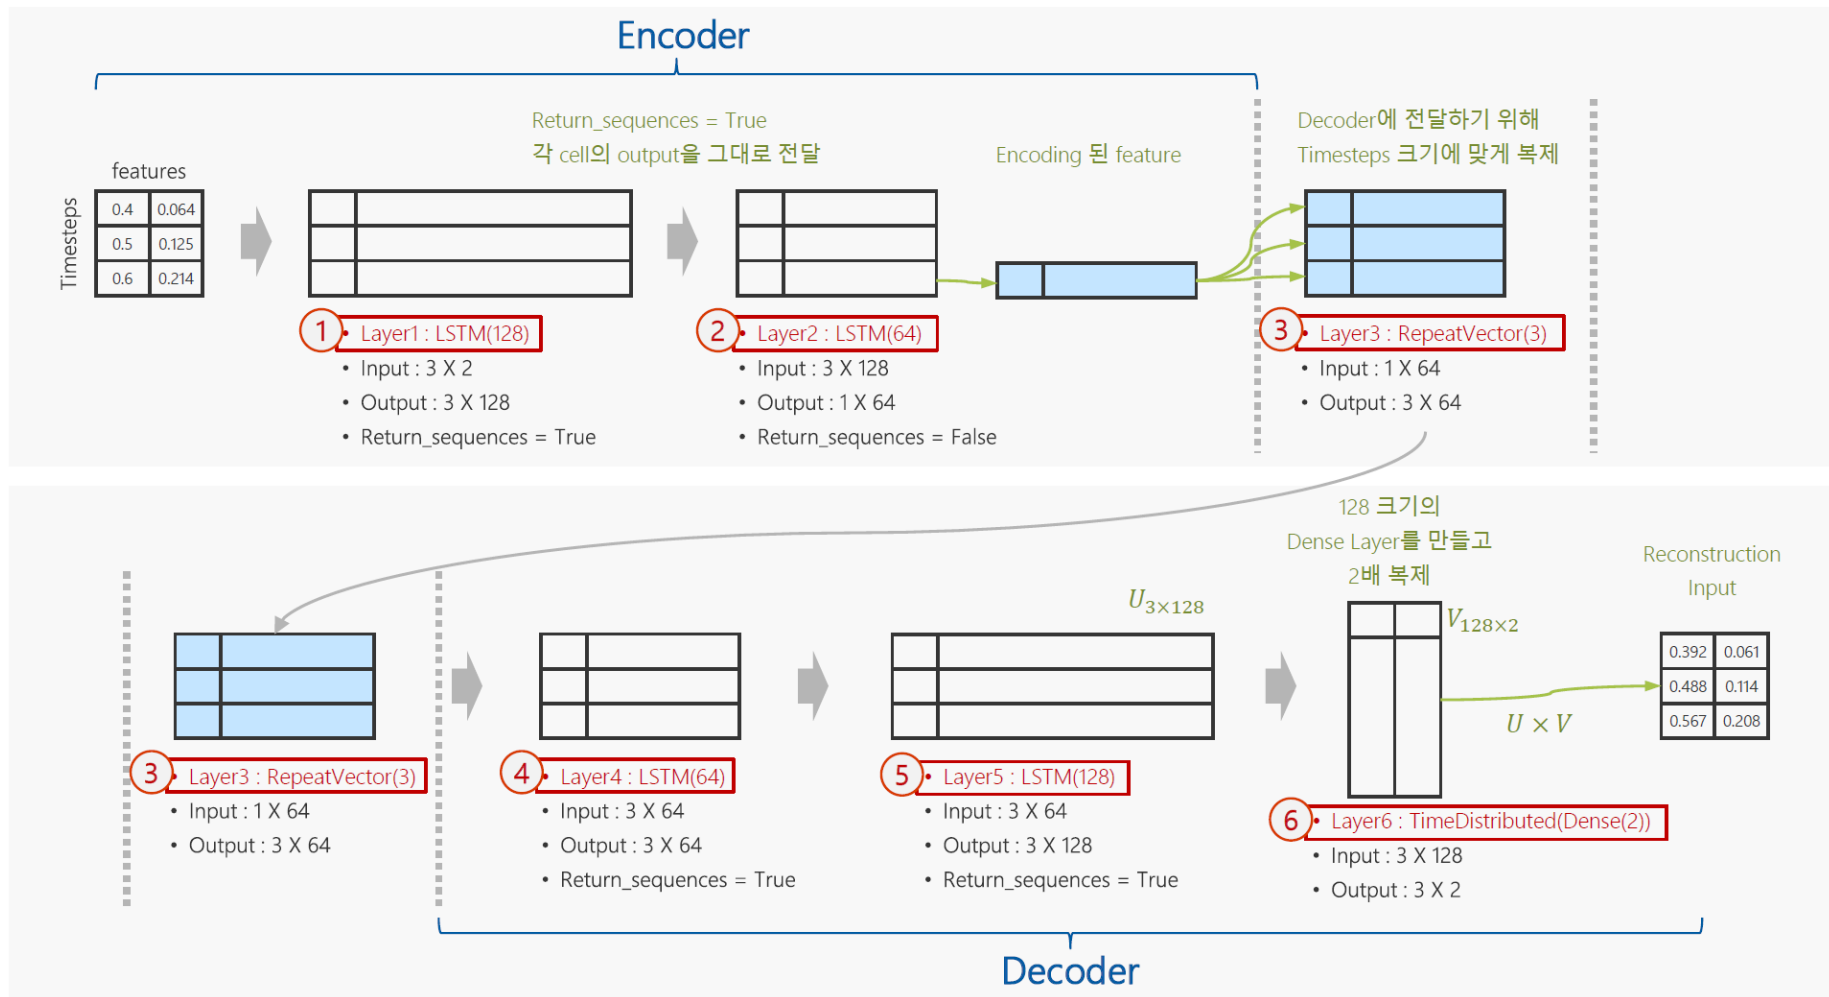 Encoder
Return_sequences = True
각 cell의 output을 그대로 전달
Encoding 된 feature
Decoder에 전달하기 위해
Timesteps 크기에 맞게 복제
features
Timesteps
0.4 0.064
0.5 0.125
0.6 0.214
1 • Layer1 : LSTM(128)
• Input : 3 X 2
• Output : 3 X 128
• Return_sequences = True
2 • Layer2 : LSTM(64)
• Input : 3 X 128
• Output : 1 X 64
• Return_sequences = False
3 • Layer3 : RepeatVector(3)
• Input : 1 X 64
• Output : 3 X 64
3 • Layer3 : RepeatVector(3)
• Input : 1 X 64
• Output : 3 X 64
4 • Layer4 : LSTM(64)
• Input : 3 X 64
• Output : 3 X 64
• Return_sequences = True
U3×128
5 • Layer5 : LSTM(128)
• Input : 3 X 64
• Output : 3 X 128
• Return_sequences = True
128 크기의
Dense Layer를 만들고
2배 복제
V128×2
U × V
6 • Layer6 : TimeDistributed(Dense(2))
• Input : 3 X 128
• Output : 3 X 2
Reconstruction
Input
0.392 0.061
0.488 0.114
0.567 0.208
Decoder